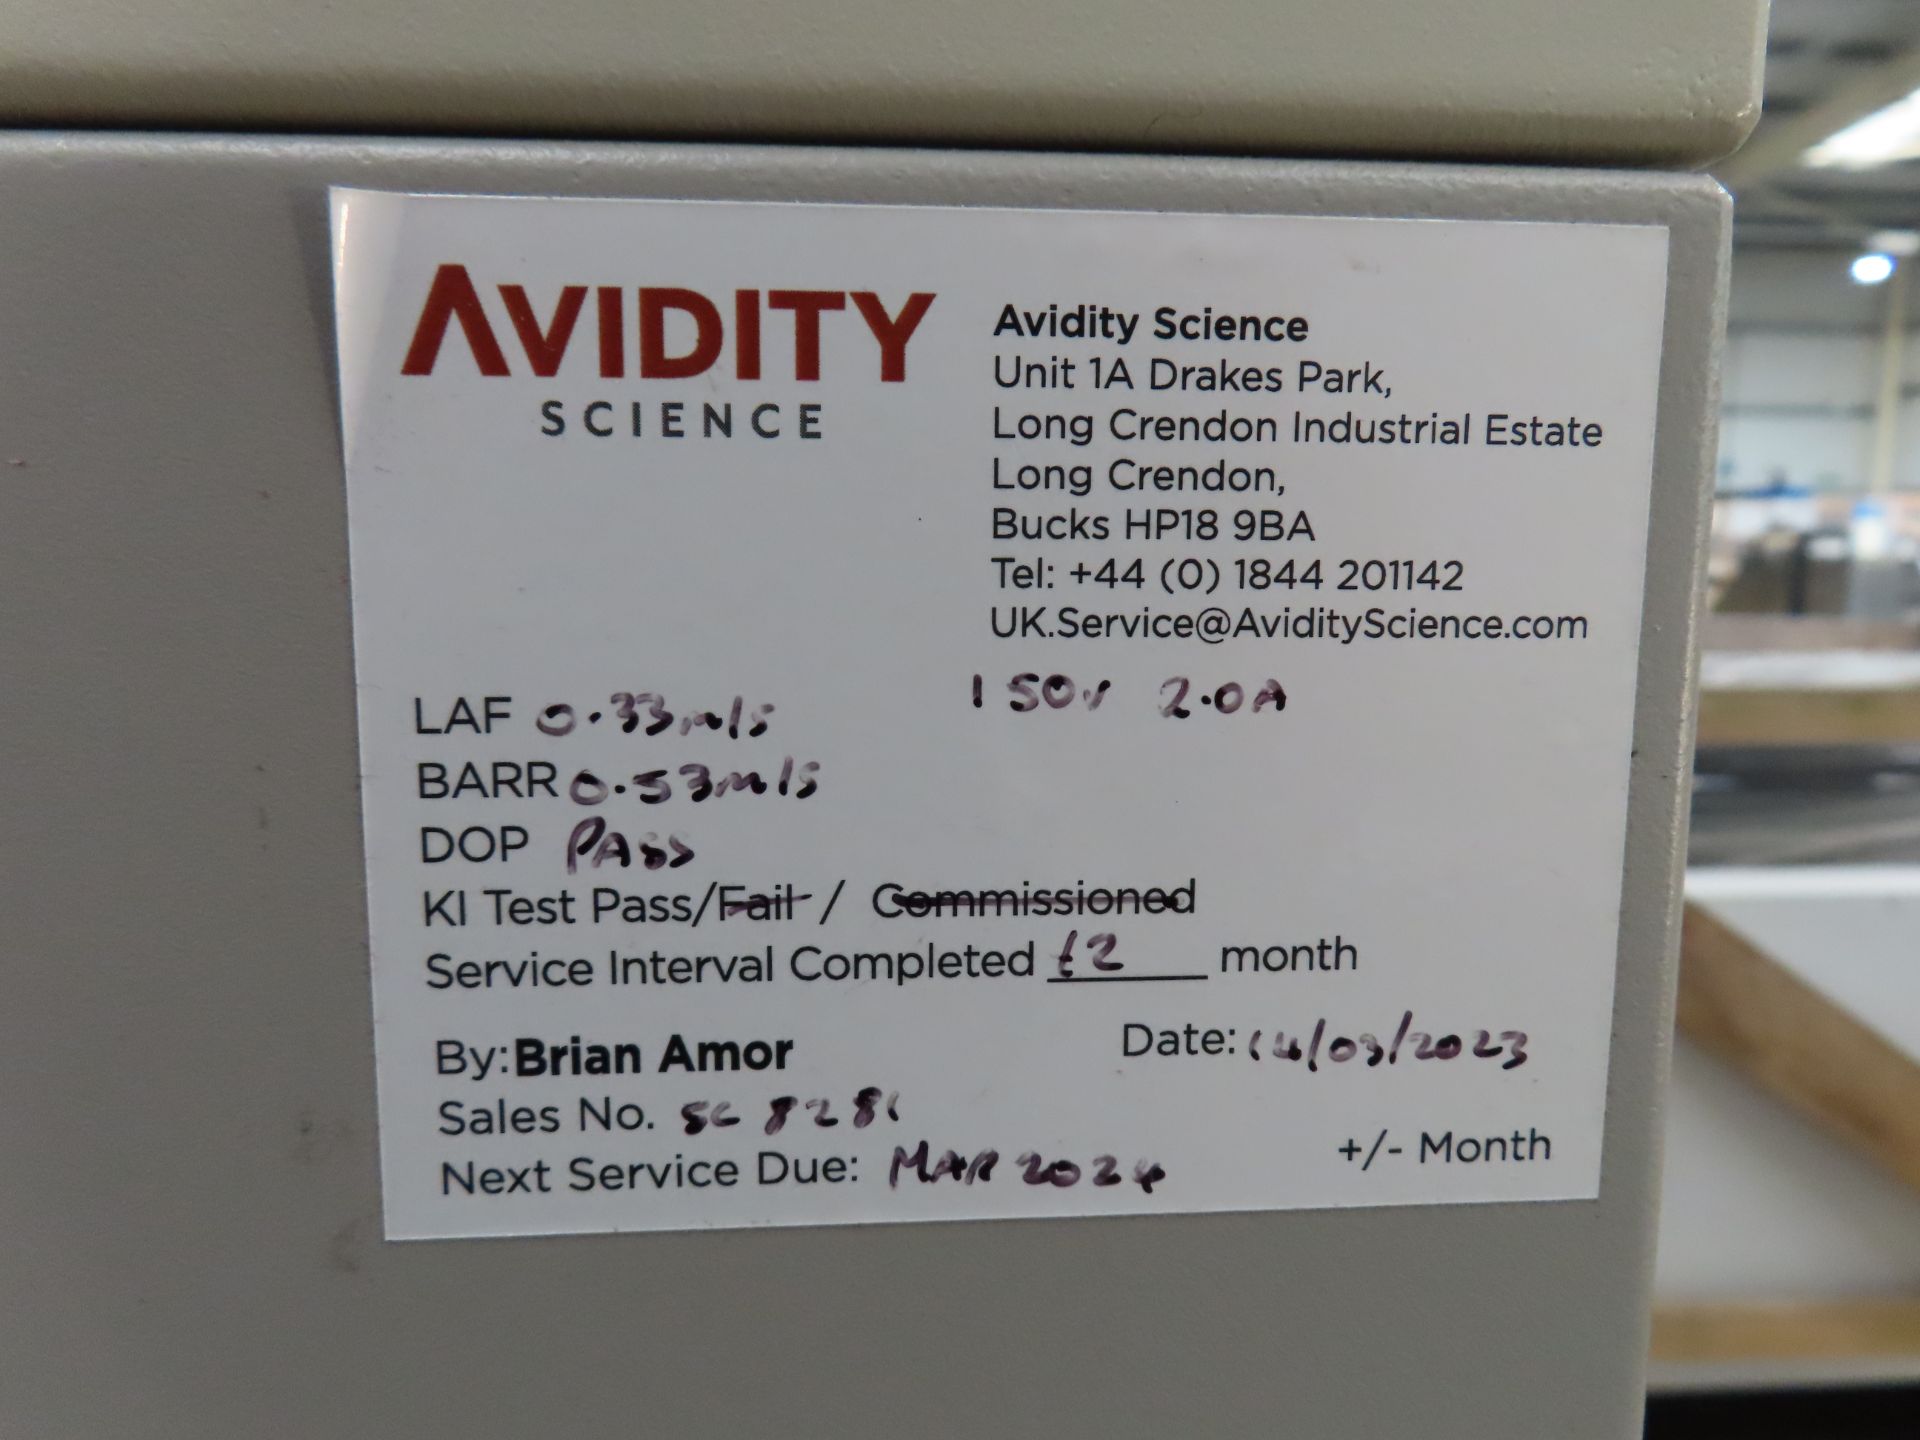 AVIDITY
SCIENCE
Avidity Science
Unit 1A Drakes Park,
Long Crendon Industrial Estate
Long Crendon,
Bucks HP18 9BA
Tel: +44 (0) 1844 201142
UK.Service@AvidityScience.com
150v 2.0A
LAF 0.33m/s
BARR 0.53m/s
DOP PASS
KI Test Pass/Fail / Commissioned
Service Interval Completed 12 month
By:Brian Amor
Date: 14/03/2023
Sales No. SC 8281
Next Service Due: MAR 2024
+/- Month